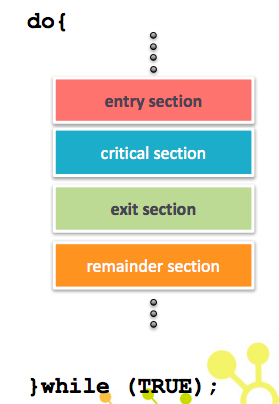 do{
entry section
critical section
exit section
remainder section
}while (TRUE);